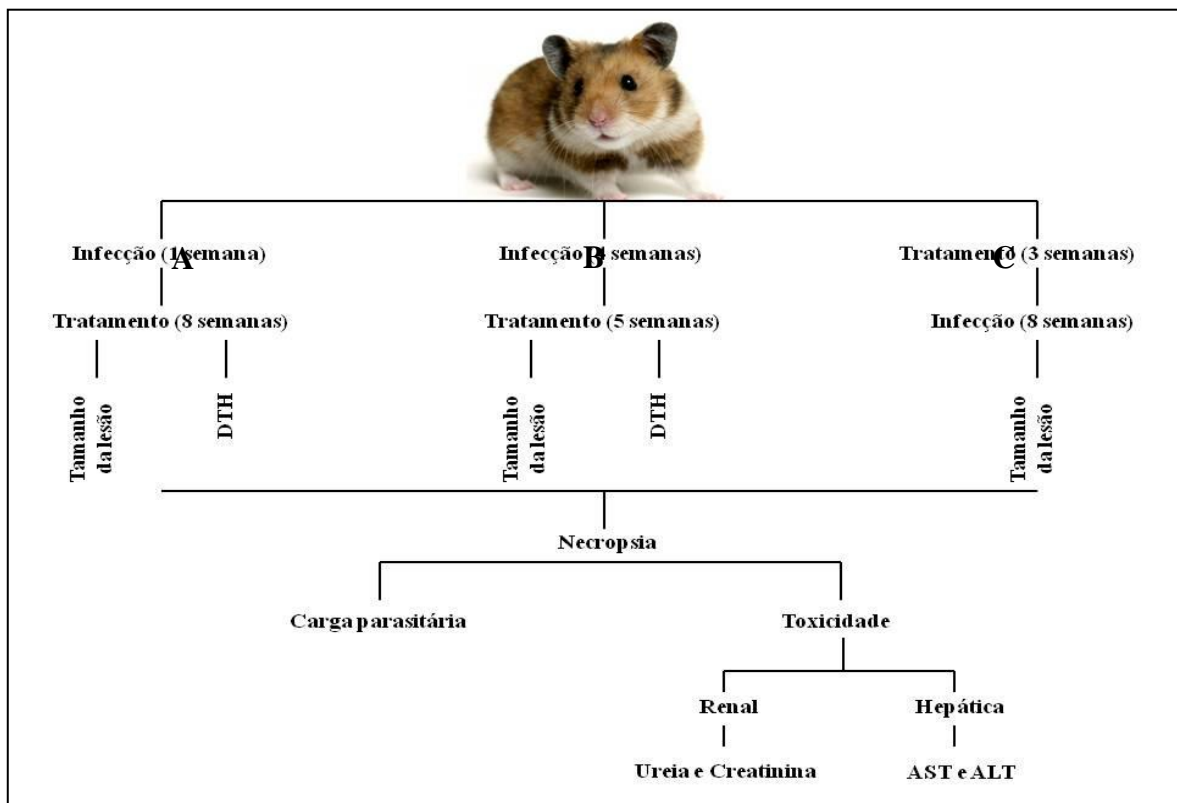 Infecção (1 semana)
A
Infecção (4 semanas)
B
Tratamento (3 semanas)
C
Tratamento (8 semanas)
Tratamento (5 semanas)
Infecção (8 semanas)
Tamanho
da lesão
DTH
Tamanho
da lesão
DTH
Tamanho
da lesão
Necropsia
Carga parasitária
Toxicidade
Renal
Hepática
Ureia e Creatinina
AST e ALT